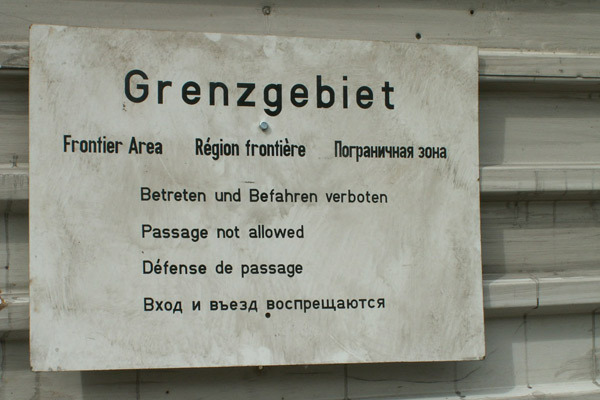 Grenzgebiet
Frontier Area Région frontière Пограничная зона
Betreten und Befahren verboten
Passage not allowed
Défense de passage
Вход и въезд воспрещаются